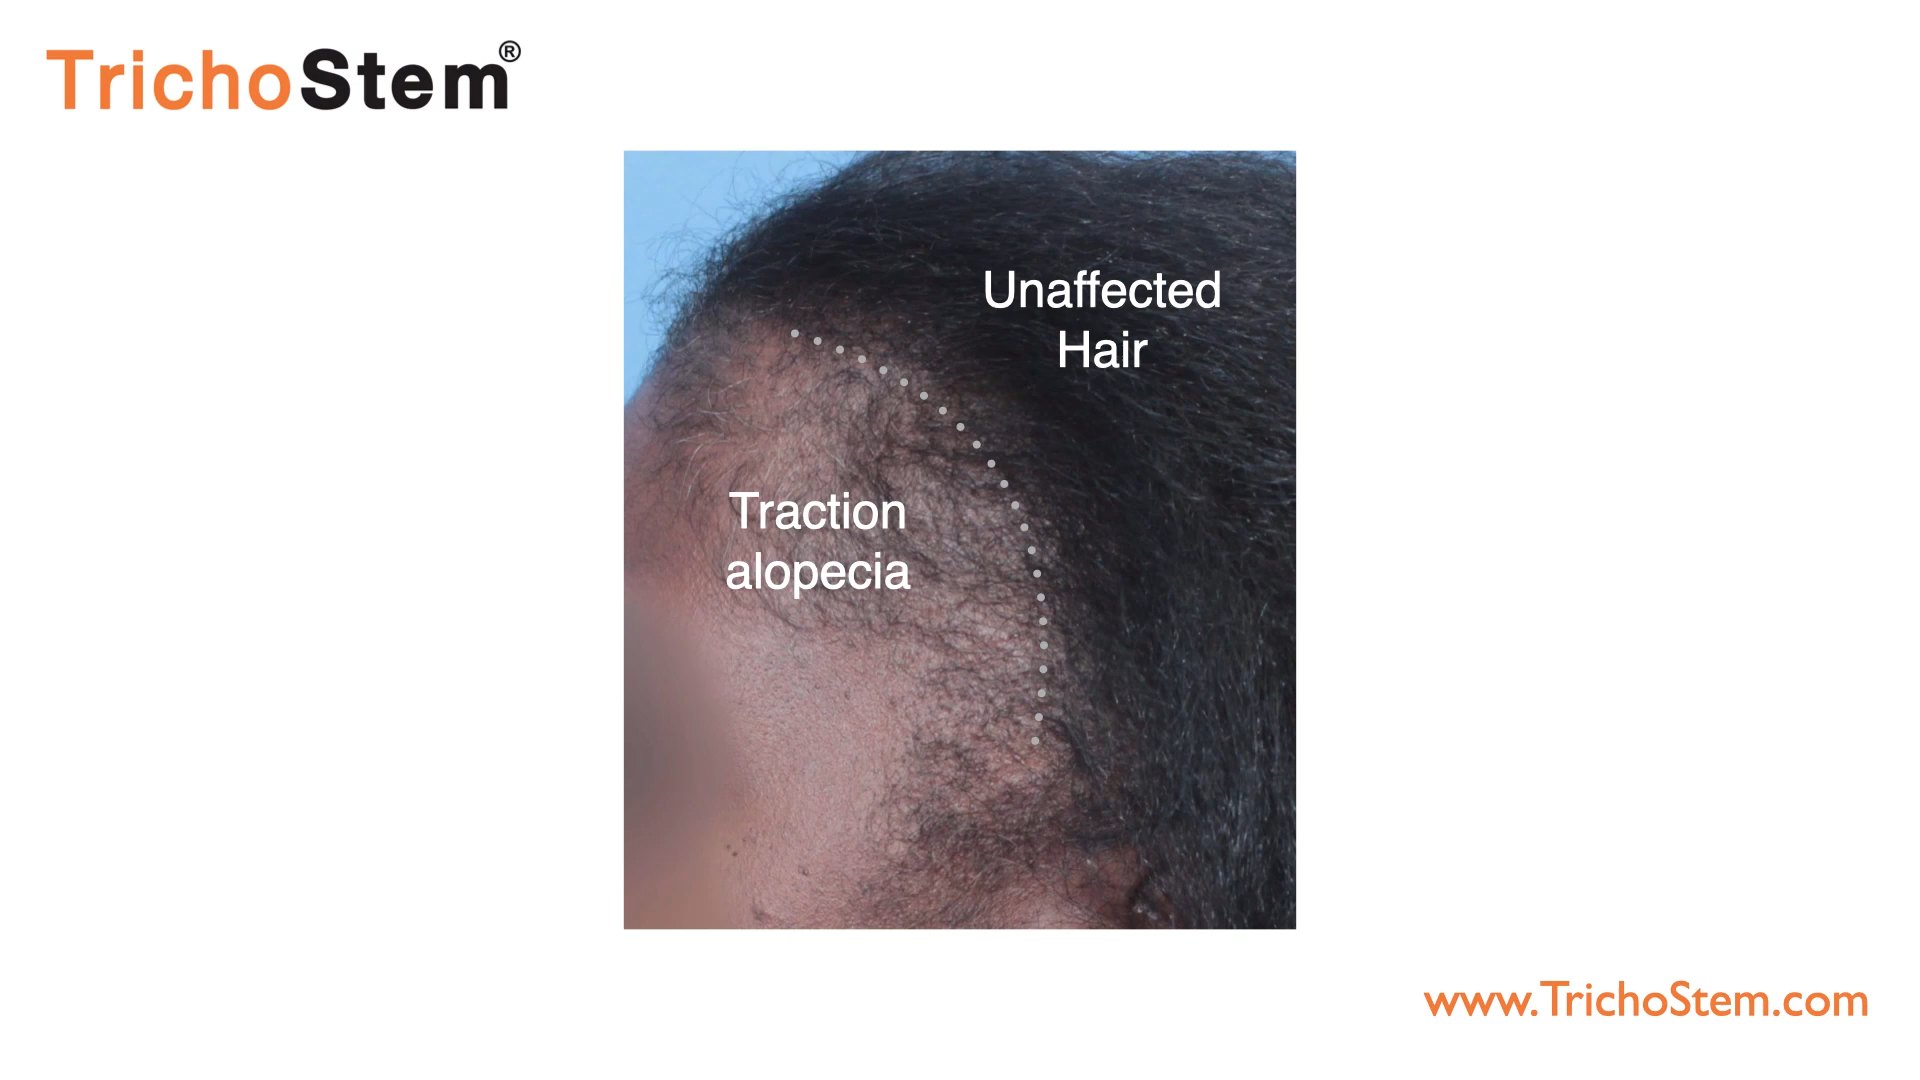 TrichoStem®
Unaffected
Hair
Traction
alopecia
www.TrichoStem.com